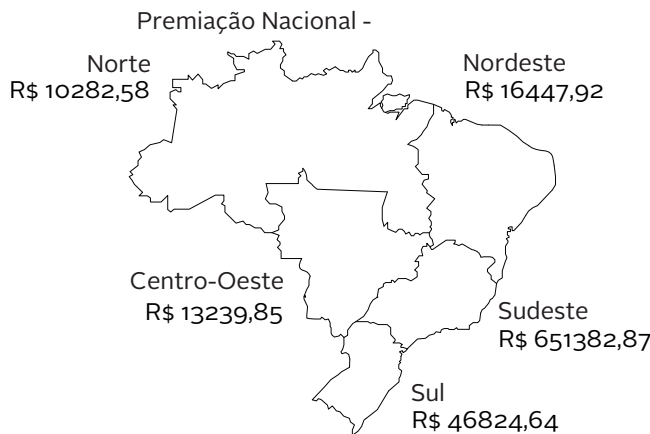 Premiação Nacional -
Norte
R$ 10282,58
Nordeste
R$ 16447,92
Centro-Oeste
R$ 13239,85
Sudeste
R$ 651382,87
Sul
R$ 46824,64